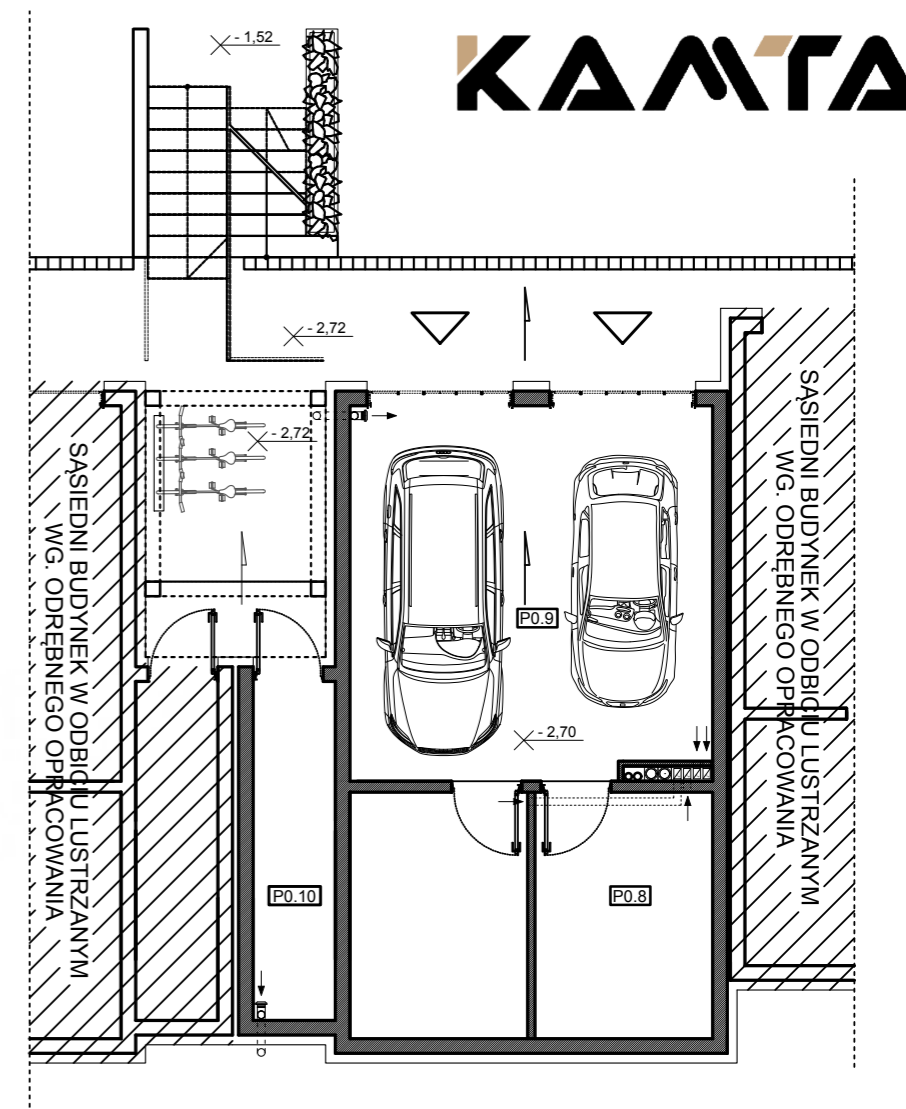 - 1,52
KAMTA
- 2,72
- 2,72
SĄSIEDNI BUDYNEK W ODBICIU LUSTRZANYM
WG. ODRĘBNEGO OPRACOWANIA
SĄSIEDNI BUDYNEK W ODBICIU LUSTRZANYM
WG. ODRĘBNEGO OPRACOWANIA
P0.9
- 2,70
P0.10
P0.8